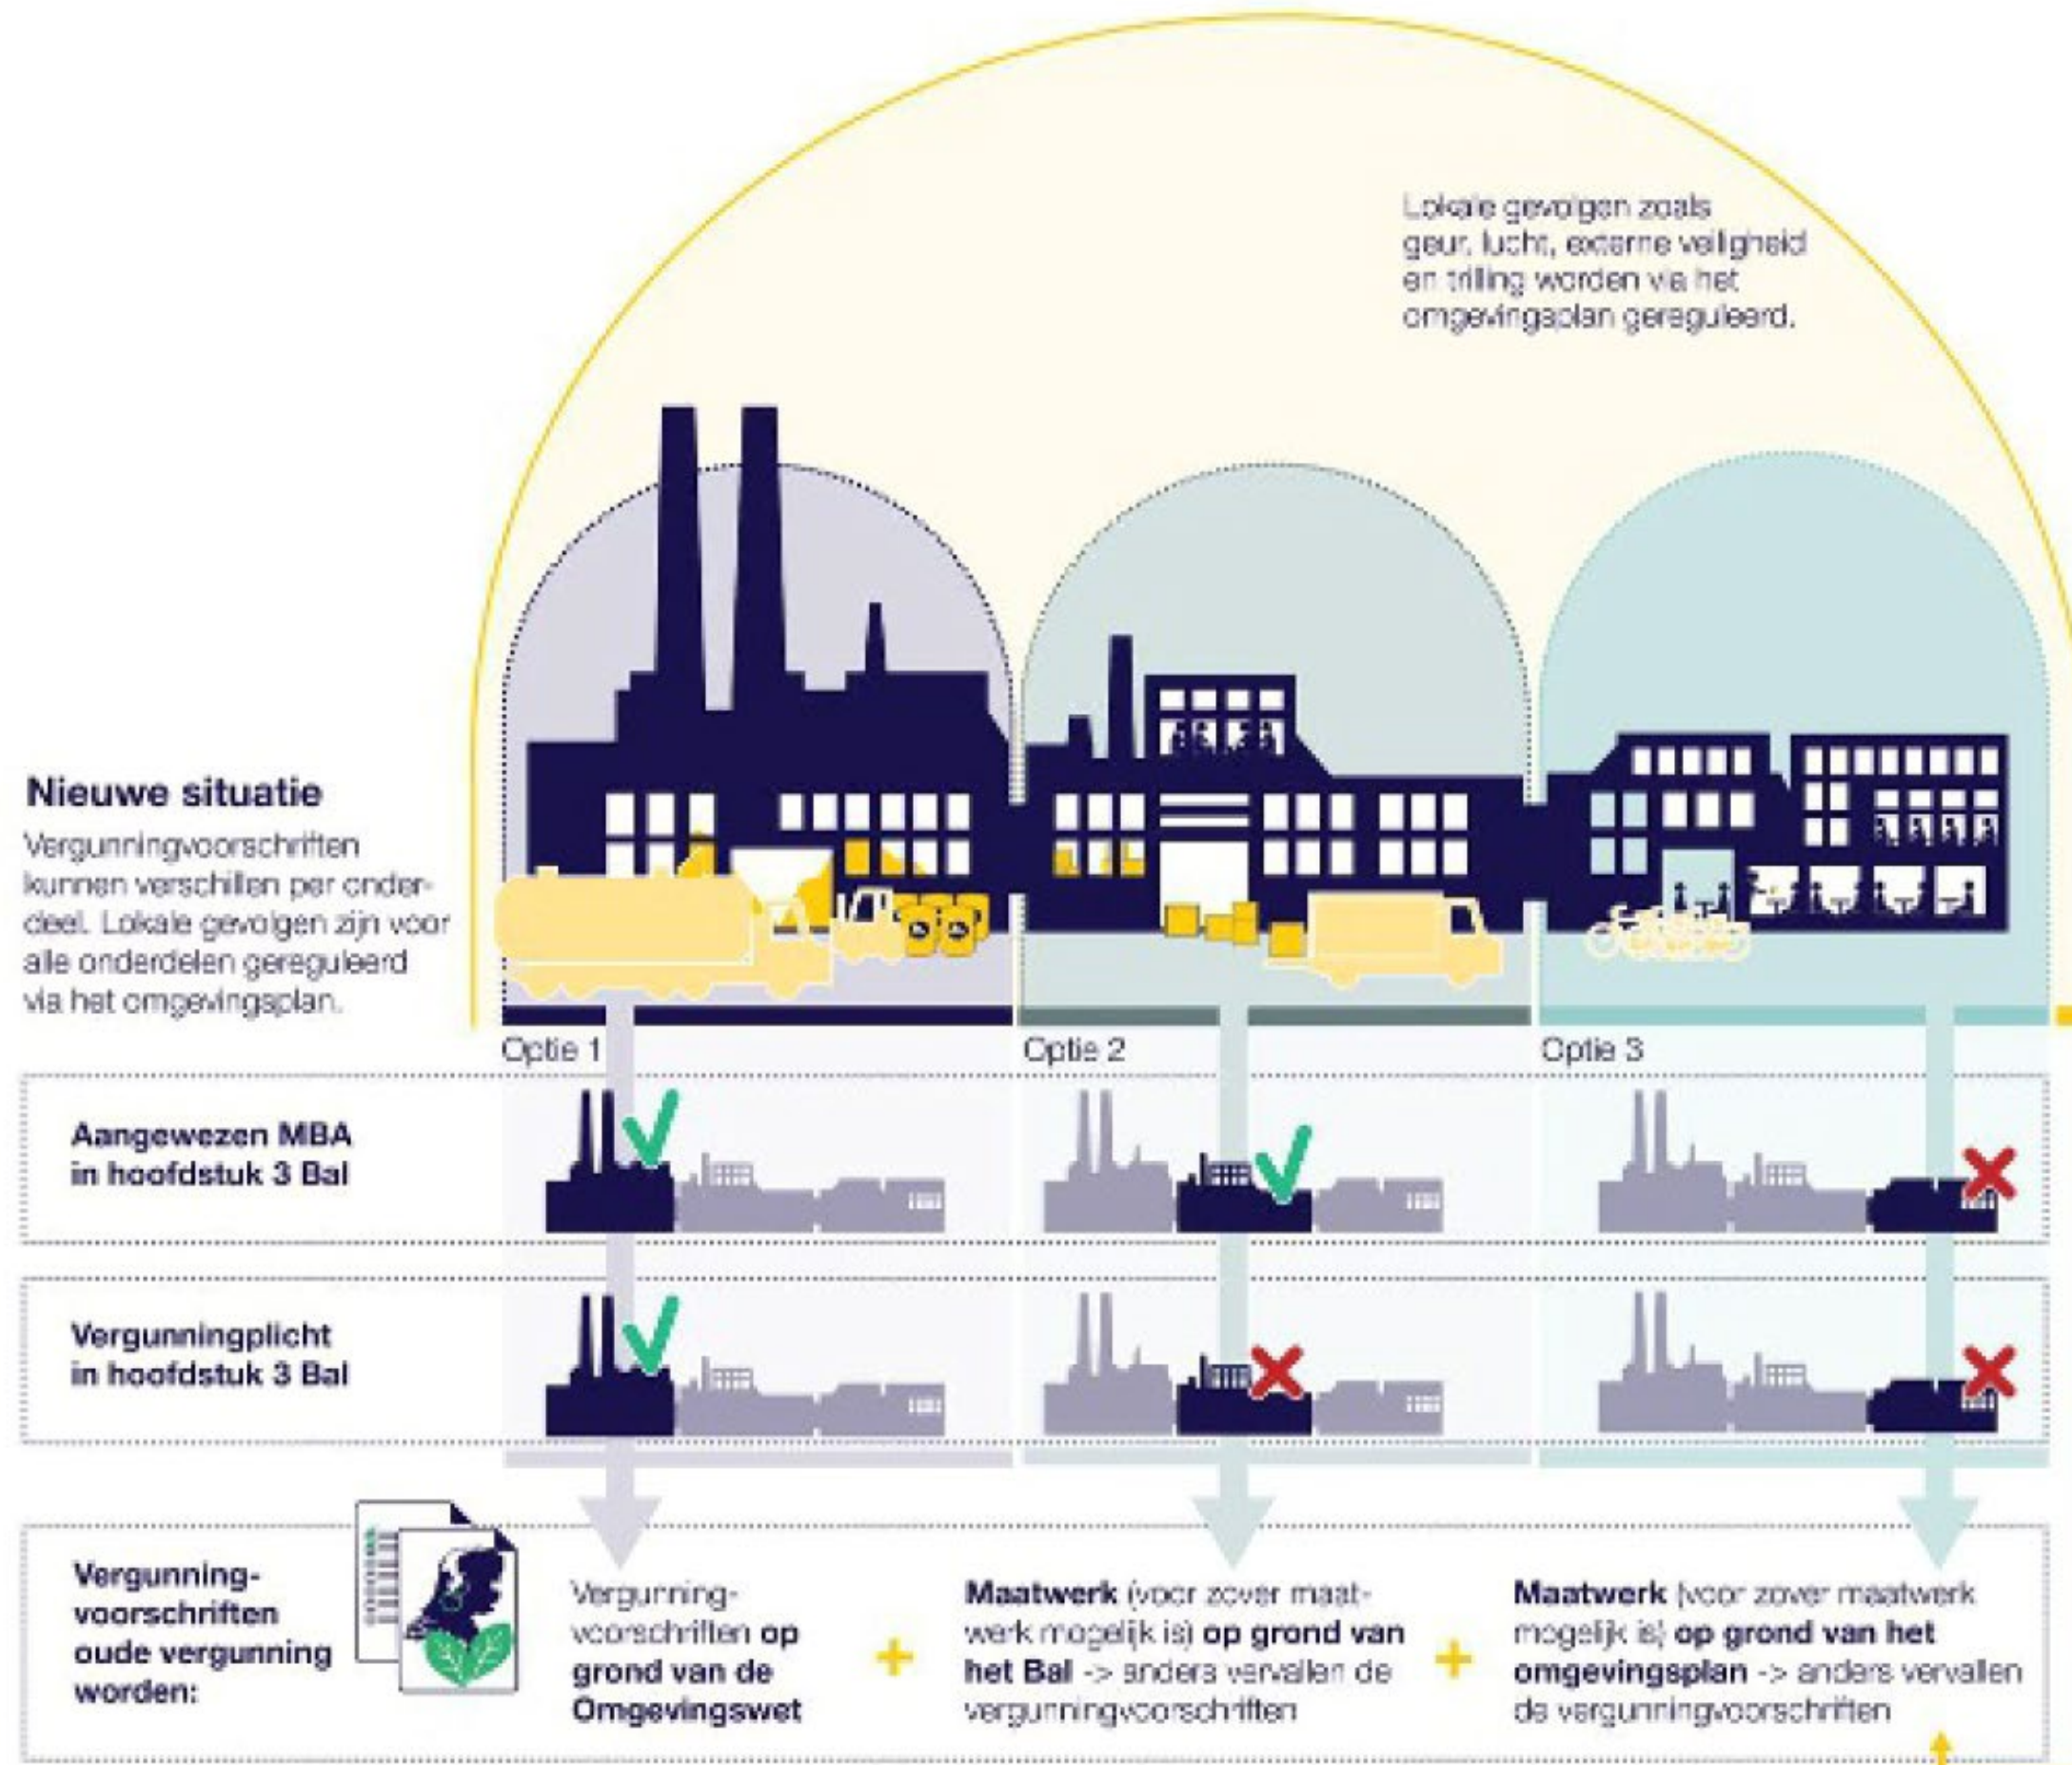 Lokale gevolgen zoals
geur, lucht, externe veiligheid
en trilling worden via het
omgevingsplan gereguleerd.
Nieuwe situatie
Vergunningvoorschriften
kunnen verschillen per onder-
deel. Lokale gevolgen zijn voor
alle onderdelen gereguleerd
via het omgevingsplan.
Optie 1
Optie 2
Optie 3
Aangewezen MBA
in hoofdstuk 3 Bal
Vergunningplicht
in hoofdstuk 3 Bal
Vergunning-
voorschriften
oude vergunning
worden:
Vergunning-
voorschriften op
grond van de
Omgevingswet
+
Maatwerk (voor zover maat-
werk mogelijk is) op grond van
het Bal -> anders vervallen de
vergunningvoorschriften
+
Maatwerk (voor zover maatwerk
mogelijk is) op grond van het
omgevingsplan -> anders vervallen
de vergunningvoorschriften